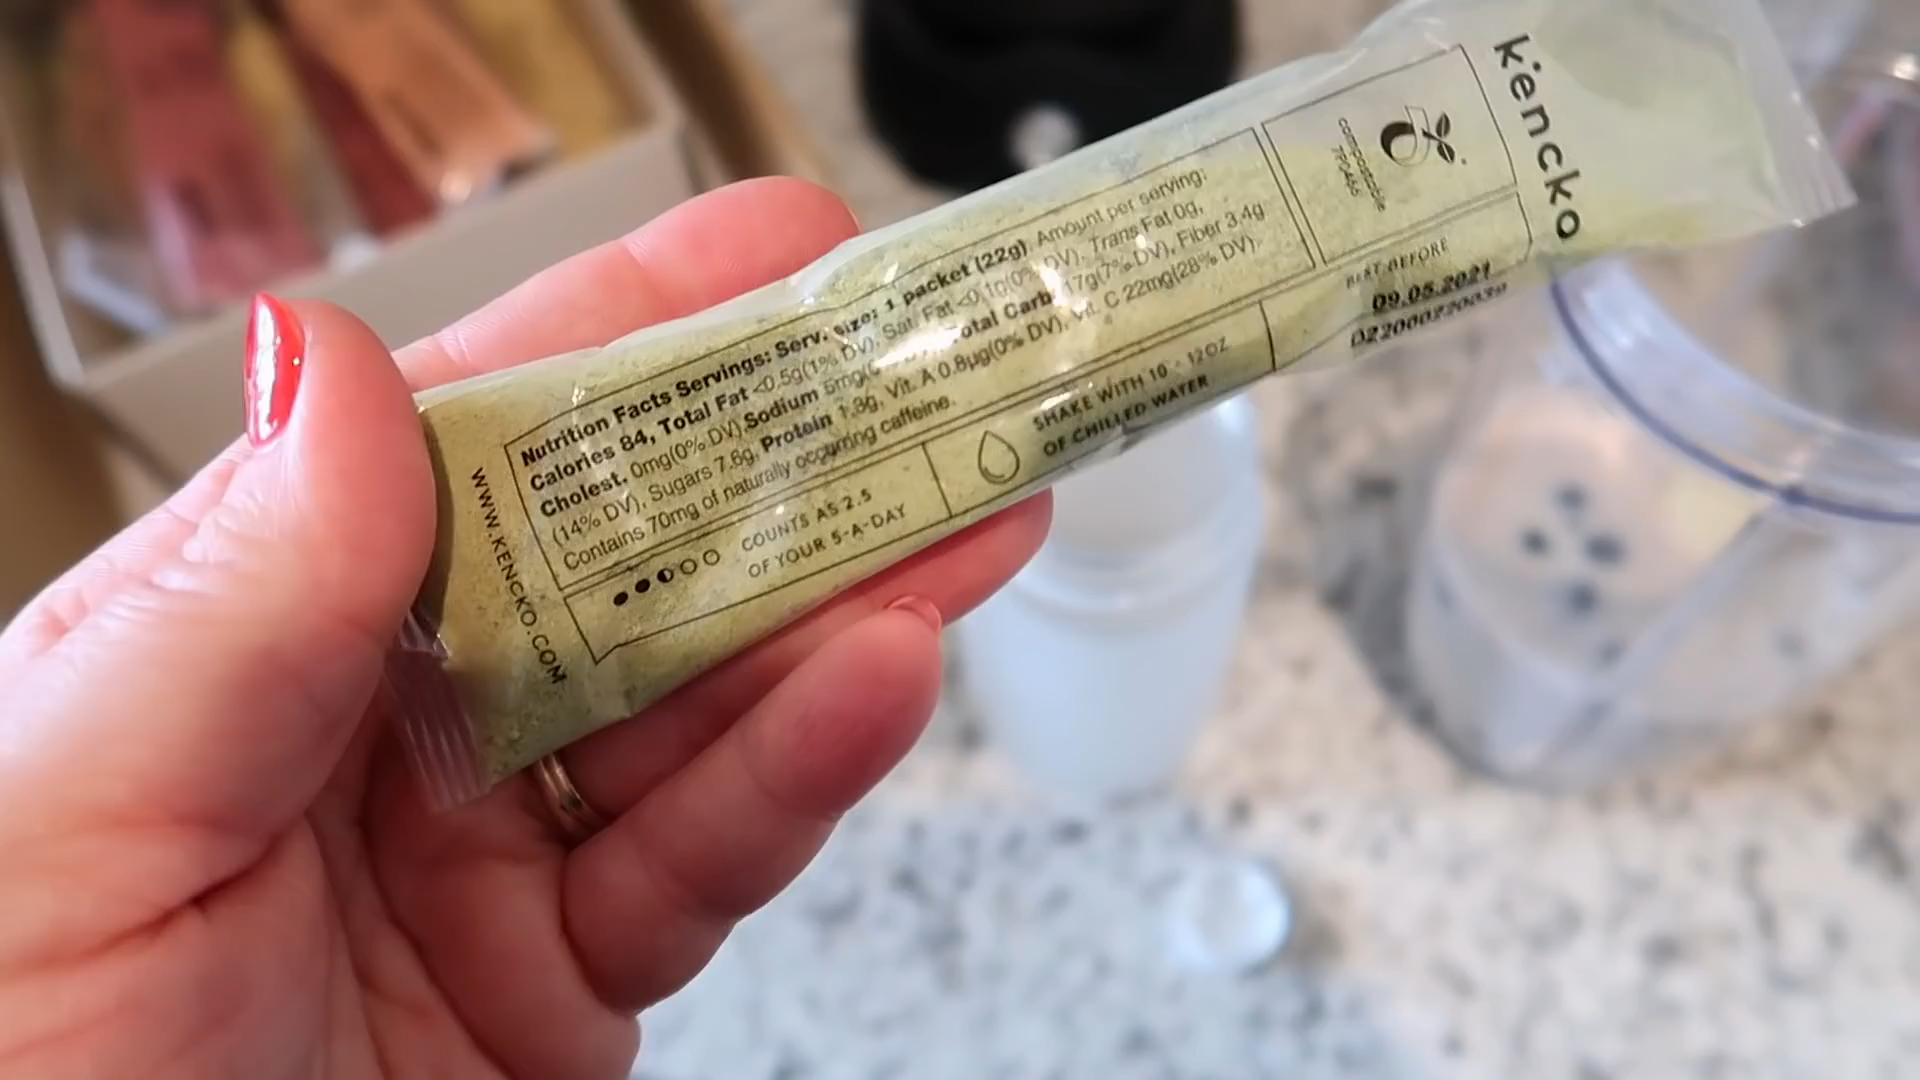 kencko
compostable
7P0466
BEST BEFORE
09.05.2021
Nutrition Facts Servings: Serv. size: 1 packet (22g) Amount per serving:
Calories 84, Total Fat <0.5g(1% DV), Sat. Fat <0.1g(0% DV), Trans Fat 0g,
Cholest. 0mg(0% DV), Sodium 5mg( DV), Total Carb. 17g(7% DV), Fiber 3.4g
(14% DV), Sugars 7.6g, Protein 1.3g, Vit. A 0.8µg(0% DV), Vit. C 22mg(28% DV).
Contains 70mg of naturally occurring caffeine.
COUNTS AS 2.5
OF YOUR 5-A-DAY
SHAKE WITH 10 - 12OZ
OF CHILLED WATER
WWW.KENCKO.COM